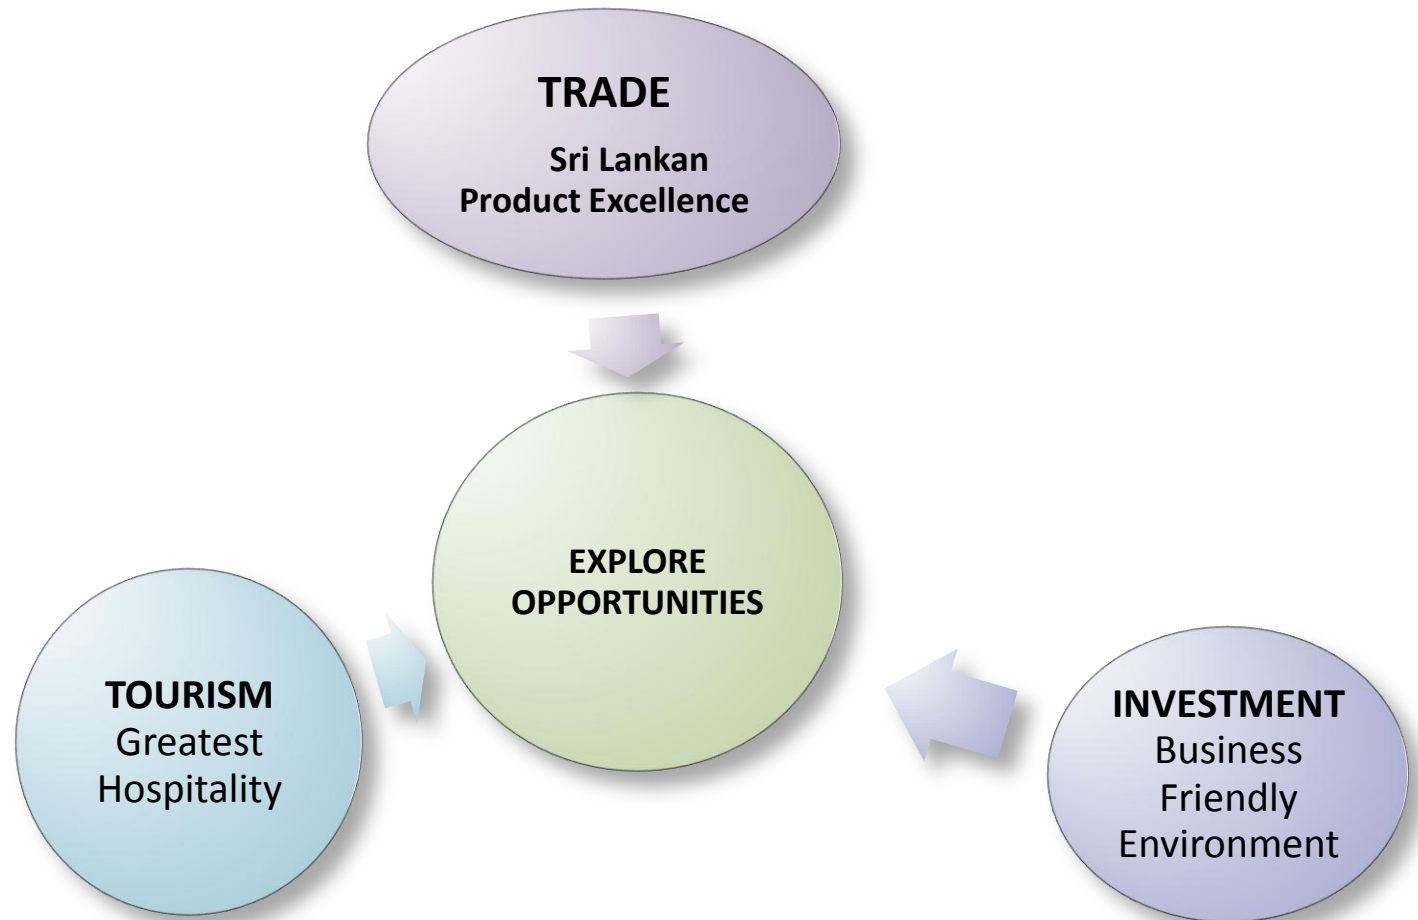 TRADE
Sri Lankan
Product Excellence
EXPLORE
OPPORTUNITIES
TOURISM
Greatest
Hospitality
INVESTMENT
Business
Friendly
Environment